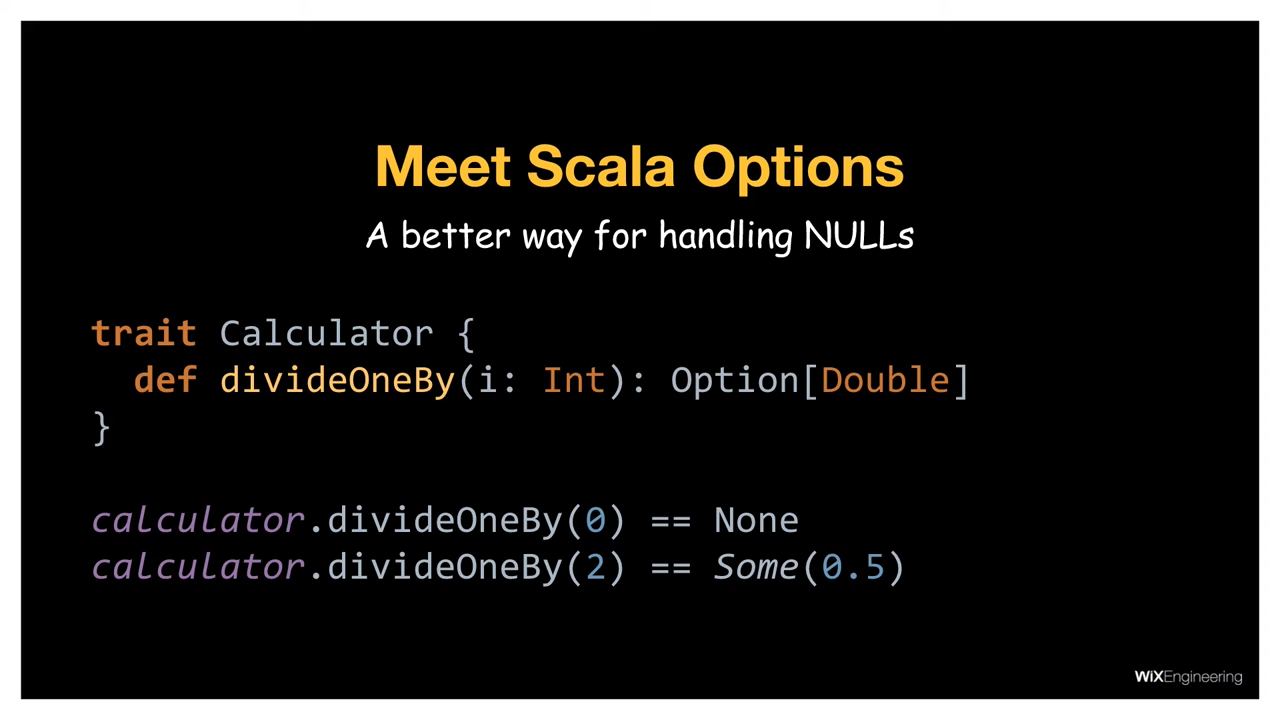 Meet Scala Options
A better way for handling NULLs
trait Calculator {
  def divideOneBy(i: Int): Option[Double]
}
calculator.divideOneBy(0) == None
calculator.divideOneBy(2) == Some(0.5)
WiXEngineering